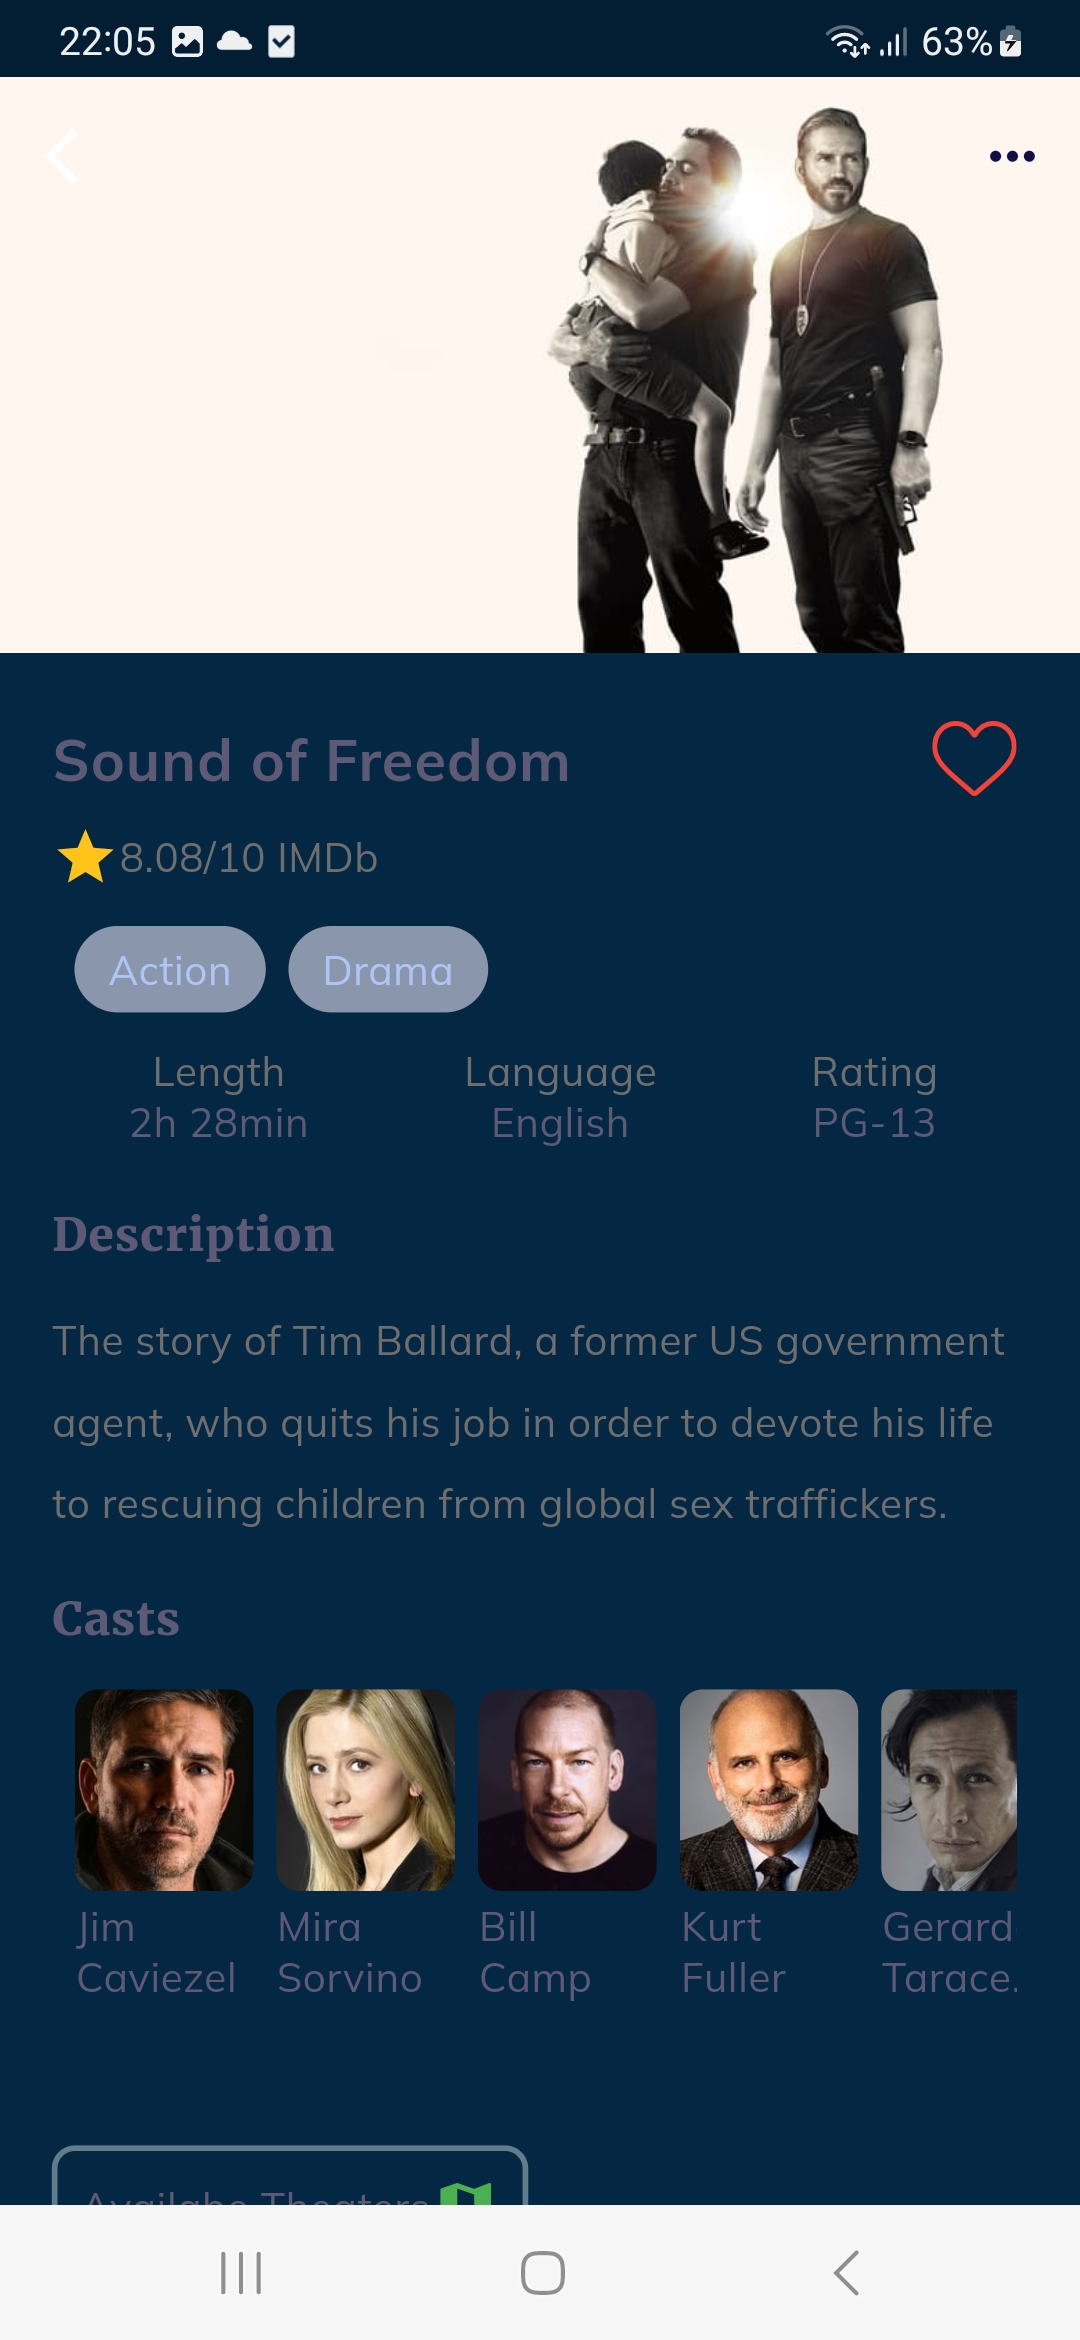 22:05
63%
Sound of Freedom
8.08/10 IMDb
Action Drama
Length Language Rating
2h 28min English PG-13
Description
The story of Tim Ballard, a former US government
agent, who quits his job in order to devote his life
to rescuing children from global sex traffickers.
Casts
Jim Mira Bill Kurt Gerard
Caviezel Sorvino Camp Fuller Tarace.
Availabe Theaters